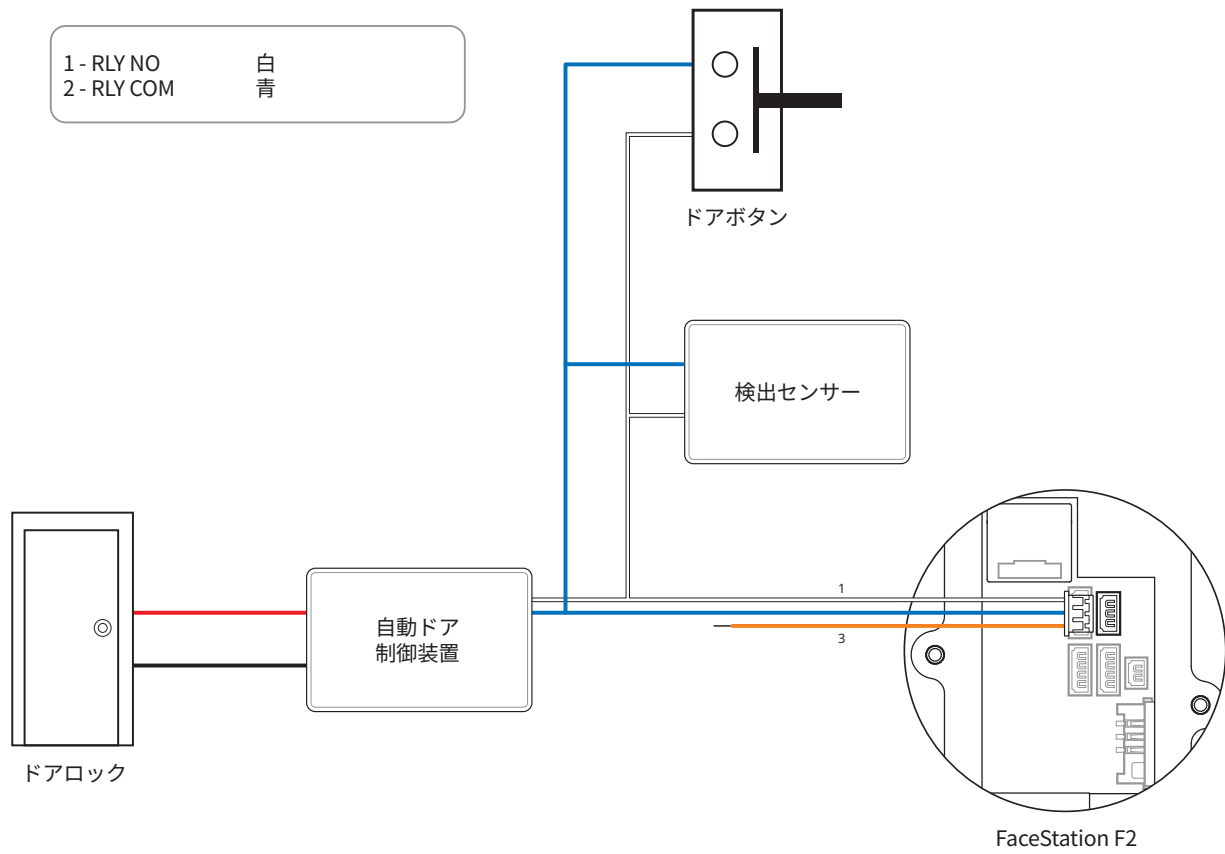 1 - RLY NO 白
2 - RLY COM 青
ドアボタン
検出センサー
1
自動ドア
制御装置
3
ドアロック
FaceStation F2